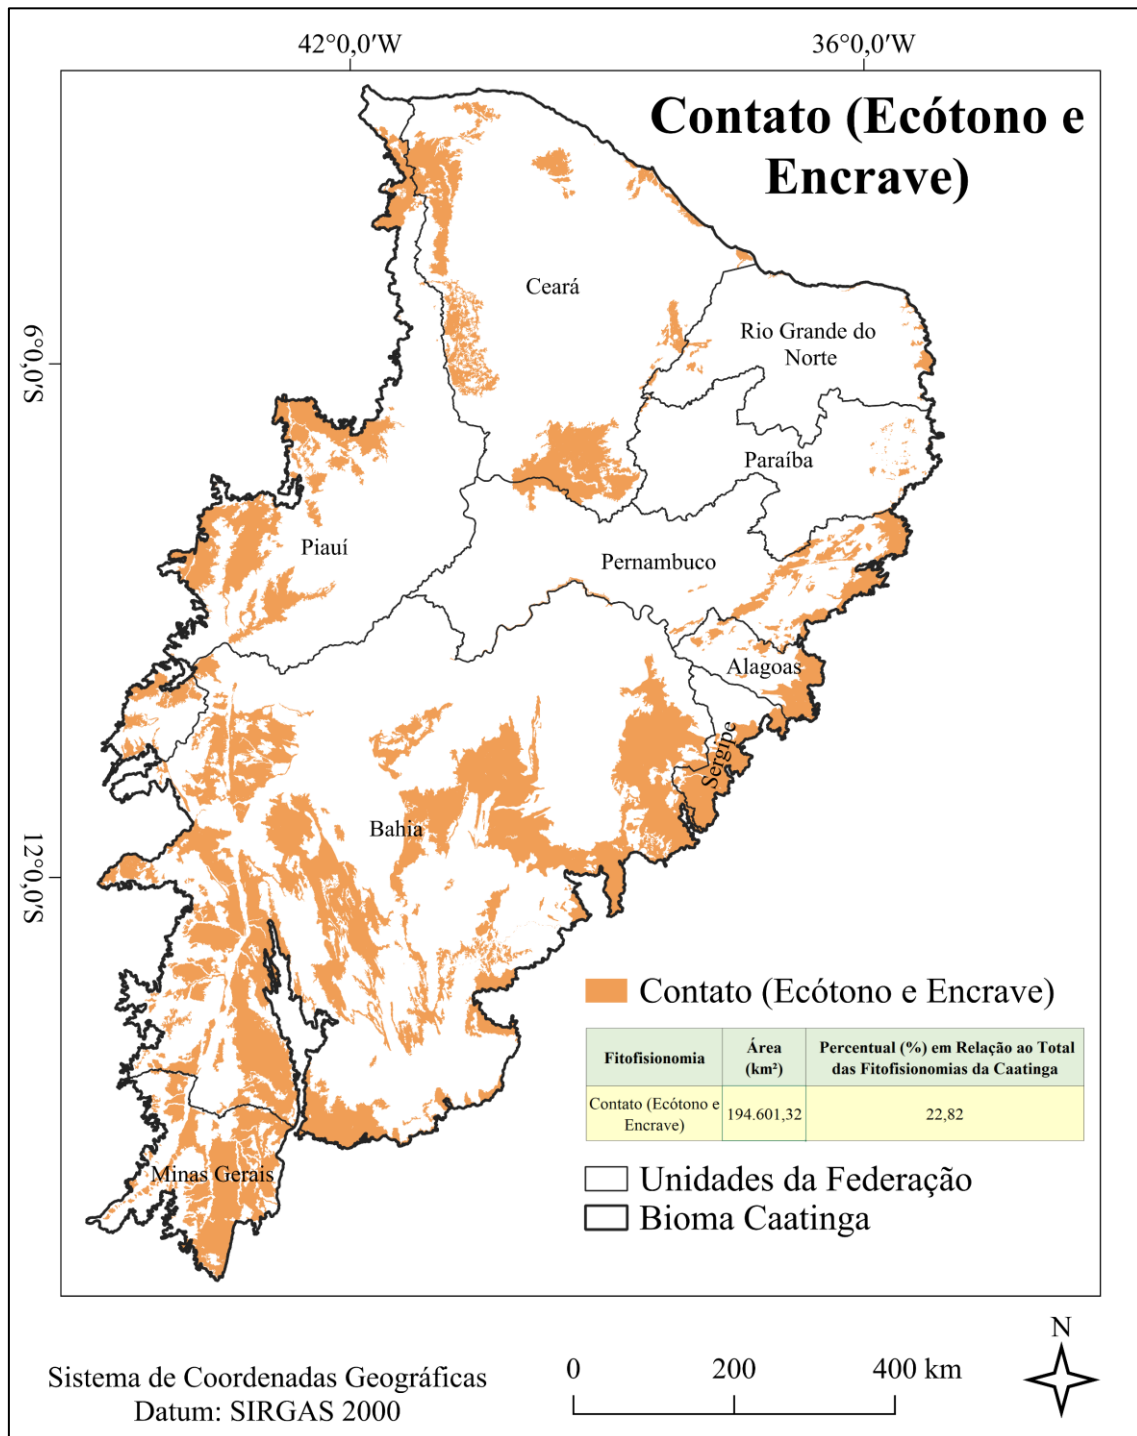 42°0,0'W
36°0,0'W
Contato (Ecótono e
Encrave)
Ceará
Rio Grande do
Norte
6°0,0'S
Paraíba
Piauí
Pernambuco
Alagoas
Sergipe
Bahia
12°0,0'S
Contato (Ecótono e Encrave)
Fitofisionomia
Área
(km²)
Percentual (%) em Relação ao Total
das Fitofisionomias da Caatinga
Contato (Ecótono e
Encrave)
194.601,32
22,82
Minas Gerais
Unidades da Federação
Bioma Caatinga
Sistema de Coordenadas Geográficas
Datum: SIRGAS 2000
0
200
400 km
N